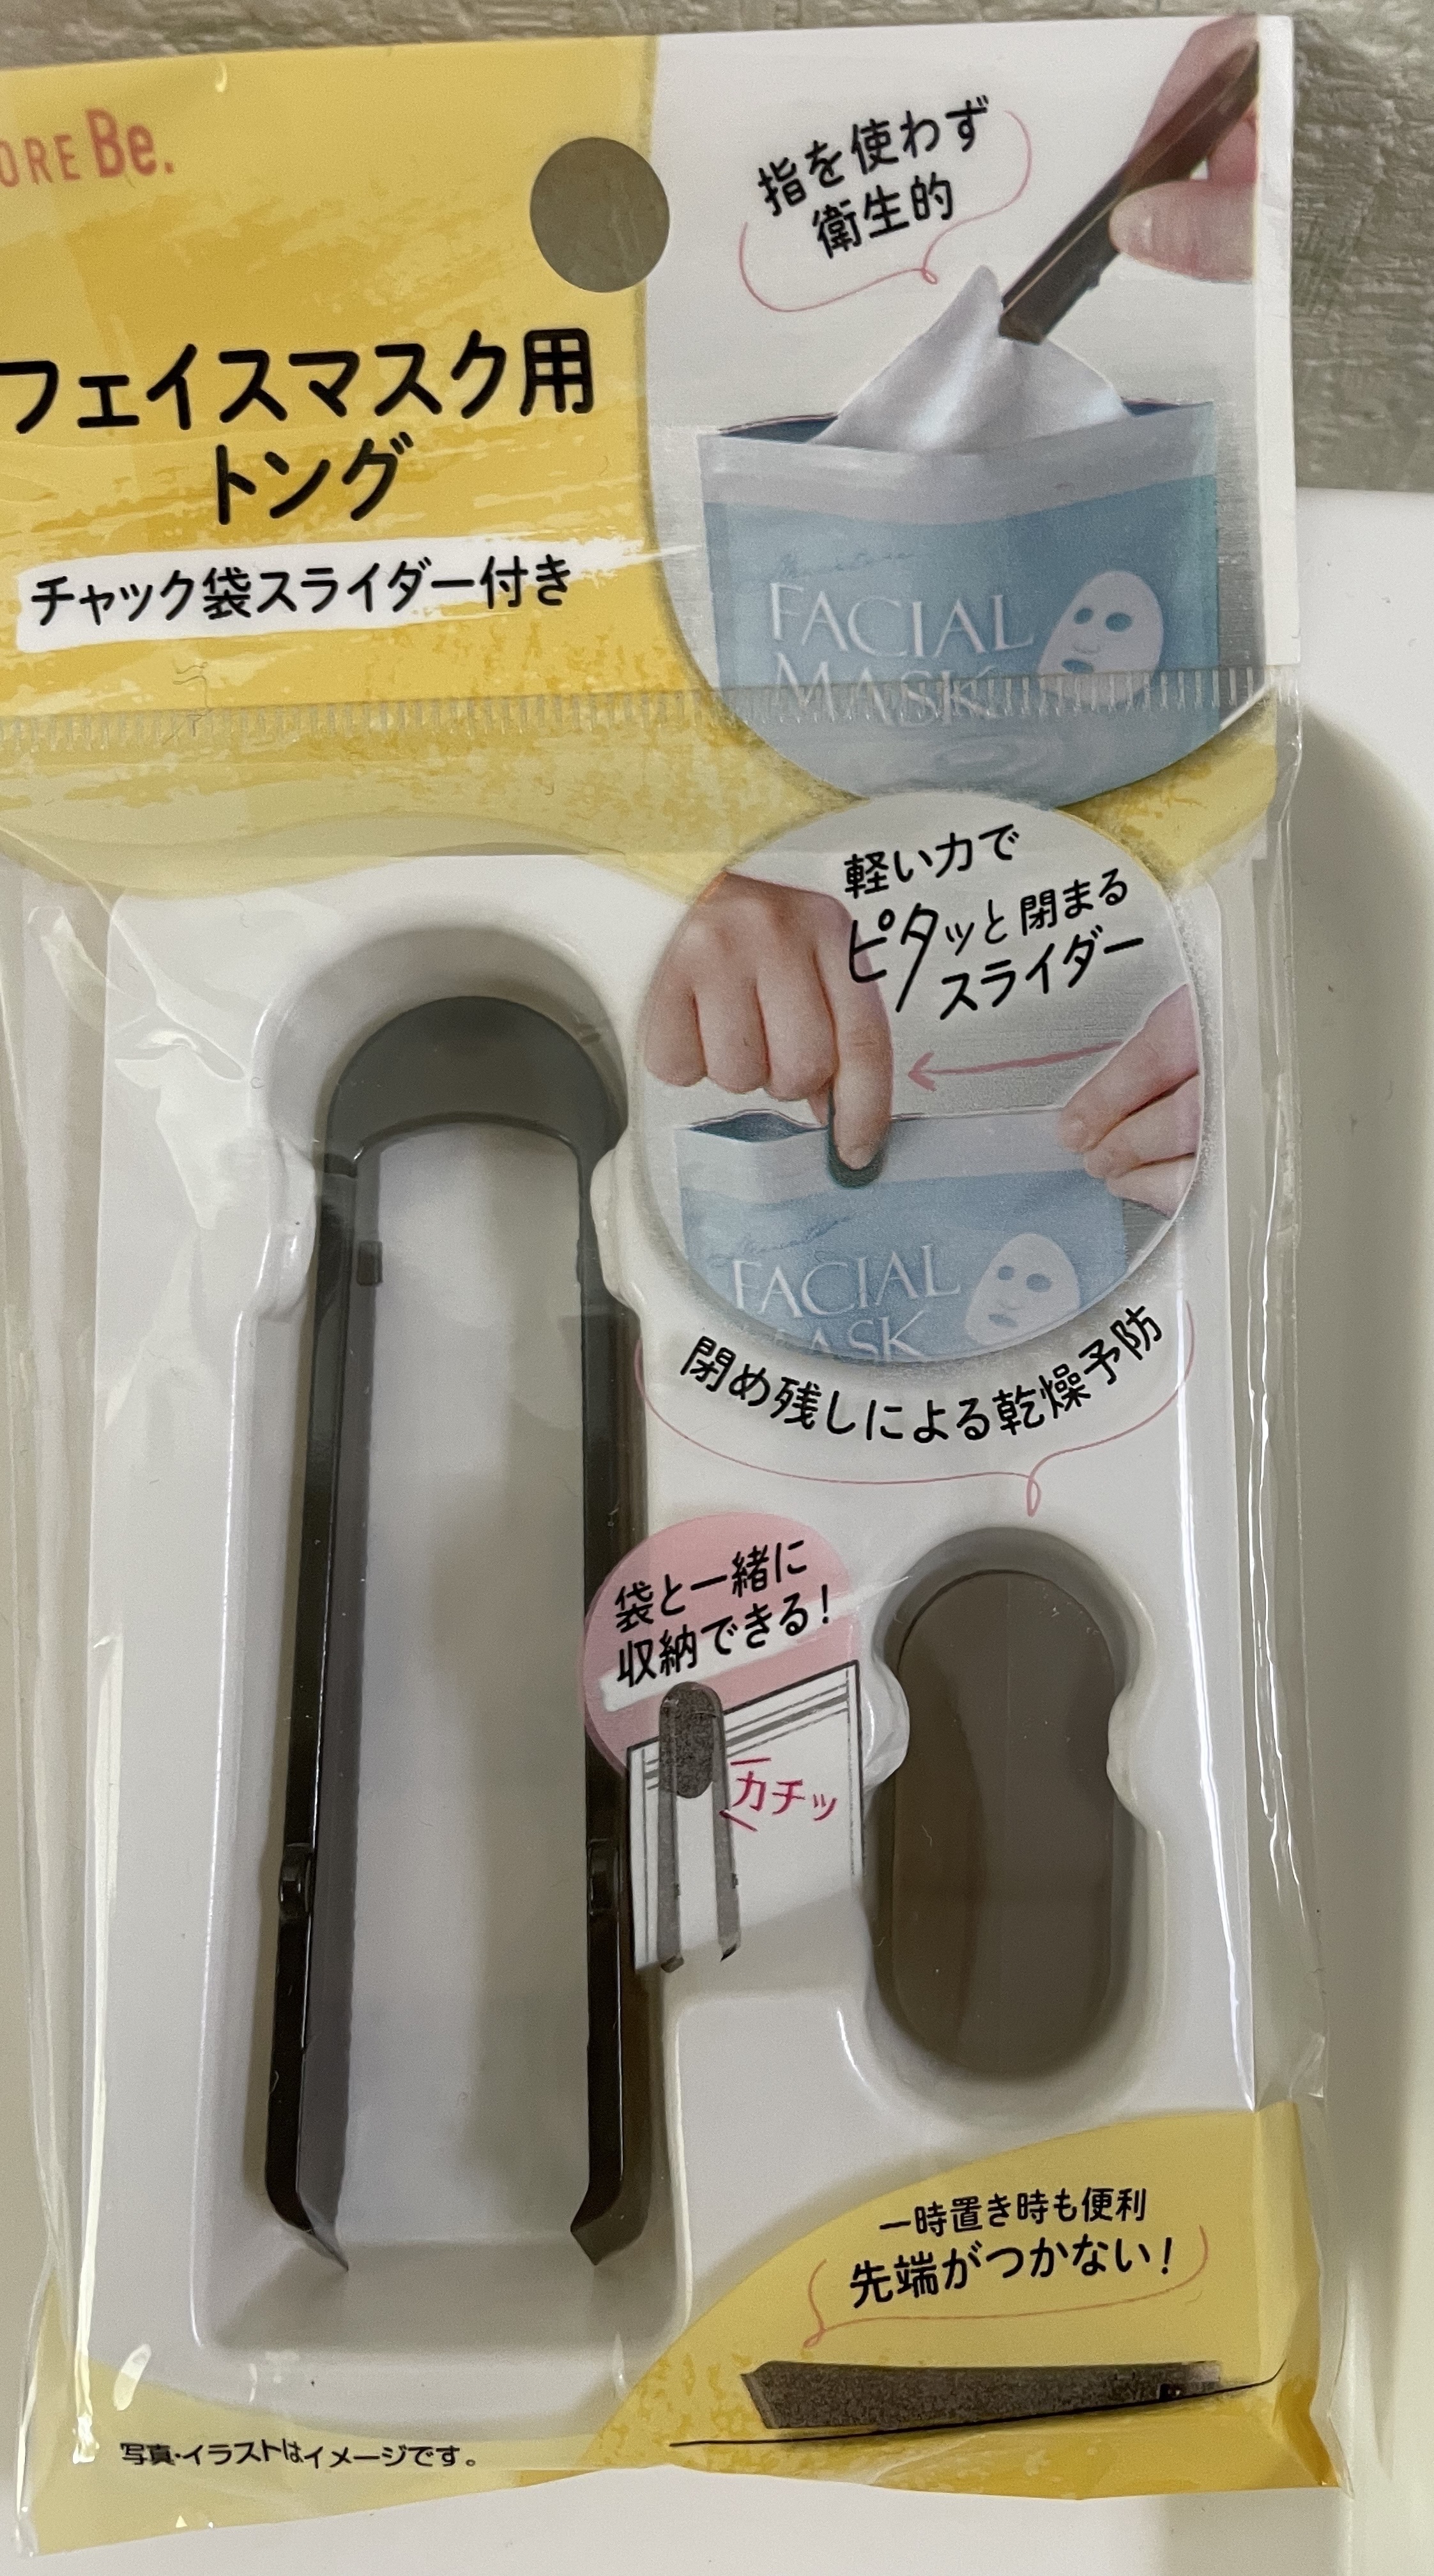 ORE Be.
フェイスマスク用
トング
チャック袋スライダー付き
指を使わず
衛生的
FACIAL
MASK
軽い力で
ピタッと閉まる
スライダー
FACIAL
ASK
閉め残しによる乾燥予防
袋と一緒に
収納できる!
カチッ
一時置き時も便利
先端がつかない!
写真・イラストはイメージです。